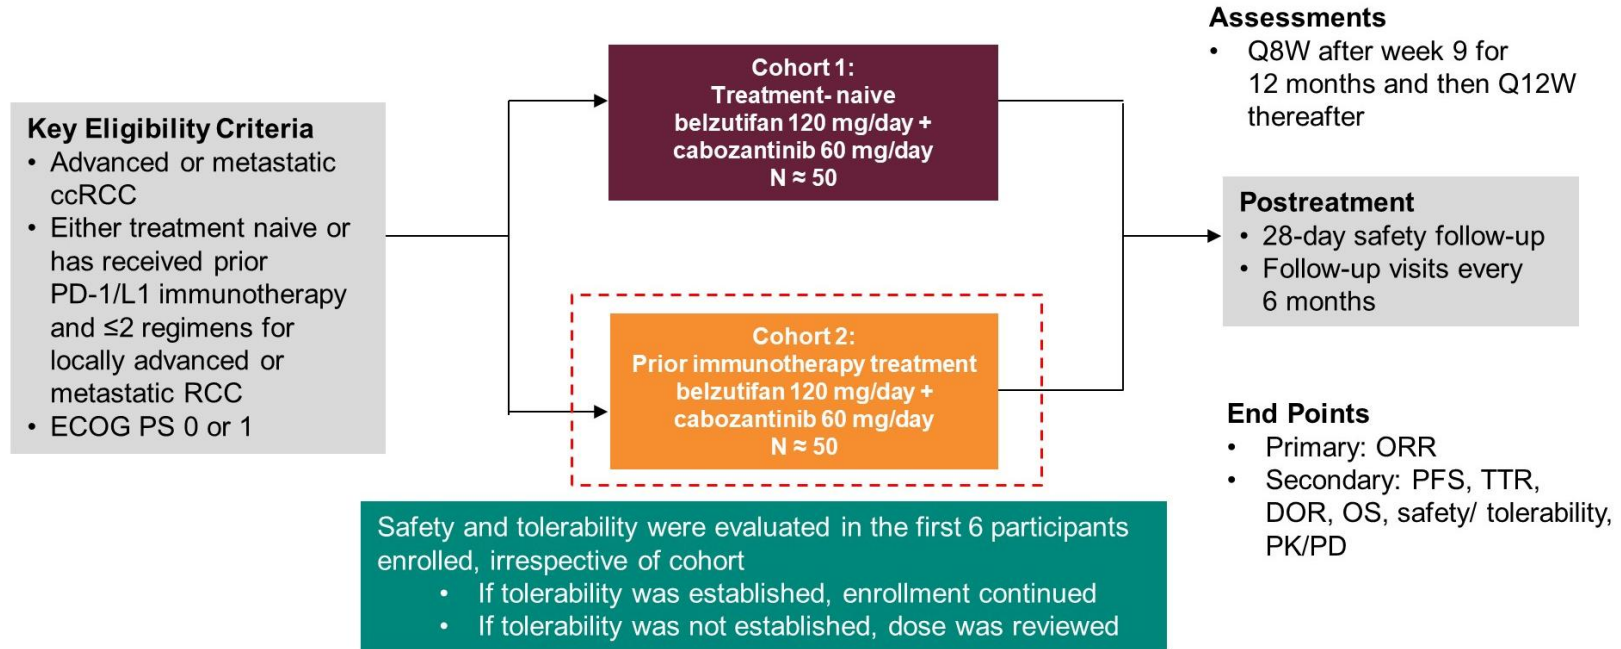 Key Eligibility Criteria
• Advanced or metastatic
ccRCC
• Either treatment naive or
has received prior
PD-1/L1 immunotherapy
and ≤2 regimens for
locally advanced or
metastatic RCC
• ECOG PS 0 or 1
Cohort 1:
Treatment- naive
belzutifan 120 mg/day +
cabozantinib 60 mg/day
N ≈ 50
Cohort 2:
Prior immunotherapy treatment
belzutifan 120 mg/day +
cabozantinib 60 mg/day
N ≈ 50
Safety and tolerability were evaluated in the first 6 participants
enrolled, irrespective of cohort
• If tolerability was established, enrollment continued
• If tolerability was not established, dose was reviewed
Assessments
• Q8W after week 9 for
12 months and then Q12W
thereafter
Postreatment
• 28-day safety follow-up
• Follow-up visits every
6 months
End Points
• Primary: ORR
• Secondary: PFS, TTR,
DOR, OS, safety/ tolerability,
PK/PD